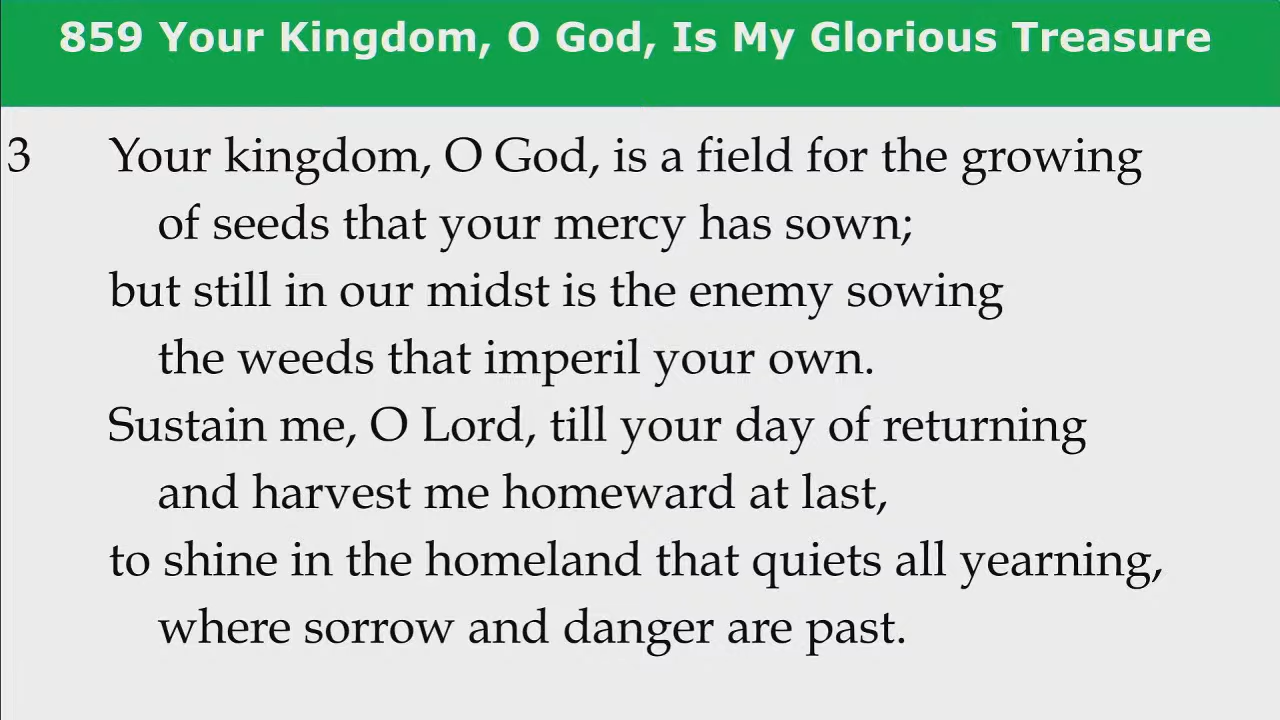 859 Your Kingdom, O God, Is My Glorious Treasure
3 Your kingdom, O God, is a field for the growing
of seeds that your mercy has sown;
but still in our midst is the enemy sowing
the weeds that imperil your own.
Sustain me, O Lord, till your day of returning
and harvest me homeward at last,
to shine in the homeland that quiets all yearning,
where sorrow and danger are past.